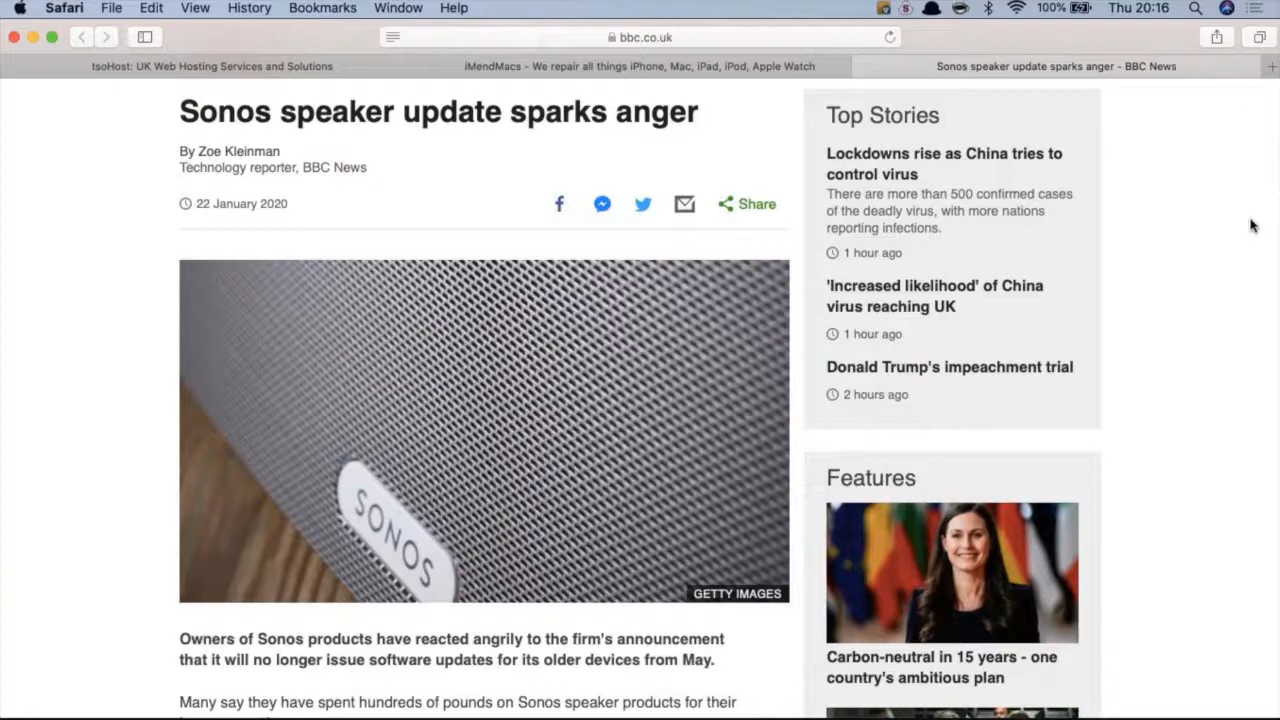 Safari File Edit View History Bookmarks Window Help
100% Thu 20:16
bbc.co.uk
tsoHost: UK Web Hosting Services and Solutions
iMendMacs - We repair all things iPhone, Mac, iPad, iPod, Apple Watch
Sonos speaker update sparks anger - BBC News
Sonos speaker update sparks anger
By Zoe Kleinman
Technology reporter, BBC News
22 January 2020
Share
SONOS
GETTY IMAGES
Owners of Sonos products have reacted angrily to the firm's announcement
that it will no longer issue software updates for its older devices from May.
Many say they have spent hundreds of pounds on Sonos speaker products for their
Top Stories
Lockdowns rise as China tries to
control virus
There are more than 500 confirmed cases
of the deadly virus, with more nations
reporting infections.
1 hour ago
'Increased likelihood' of China
virus reaching UK
1 hour ago
Donald Trump's impeachment trial
2 hours ago
Features
Carbon-neutral in 15 years - one
country's ambitious plan